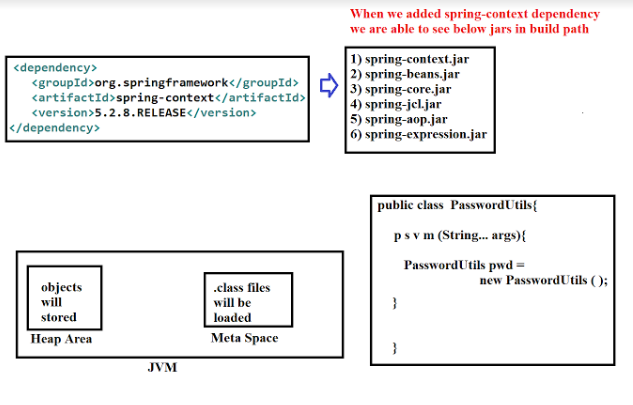 When we added spring-context dependency
we are able to see below jars in build path
<dependency>
<groupId>org.springframework</groupId>
<artifactId>spring-context</artifactId>
<version>5.2.8.RELEASE</version>
</dependency>
1) spring-context.jar
2) spring-beans.jar
3) spring-core.jar
4) spring-jcl.jar
5) spring-aop.jar
6) spring-expression.jar
public class PasswordUtils{
p s v m (String... args){
PasswordUtils pwd =
new PasswordUtils ( );
}
}
objects
will
stored
Heap Area
.class files
will be
loaded
Meta Space
JVM